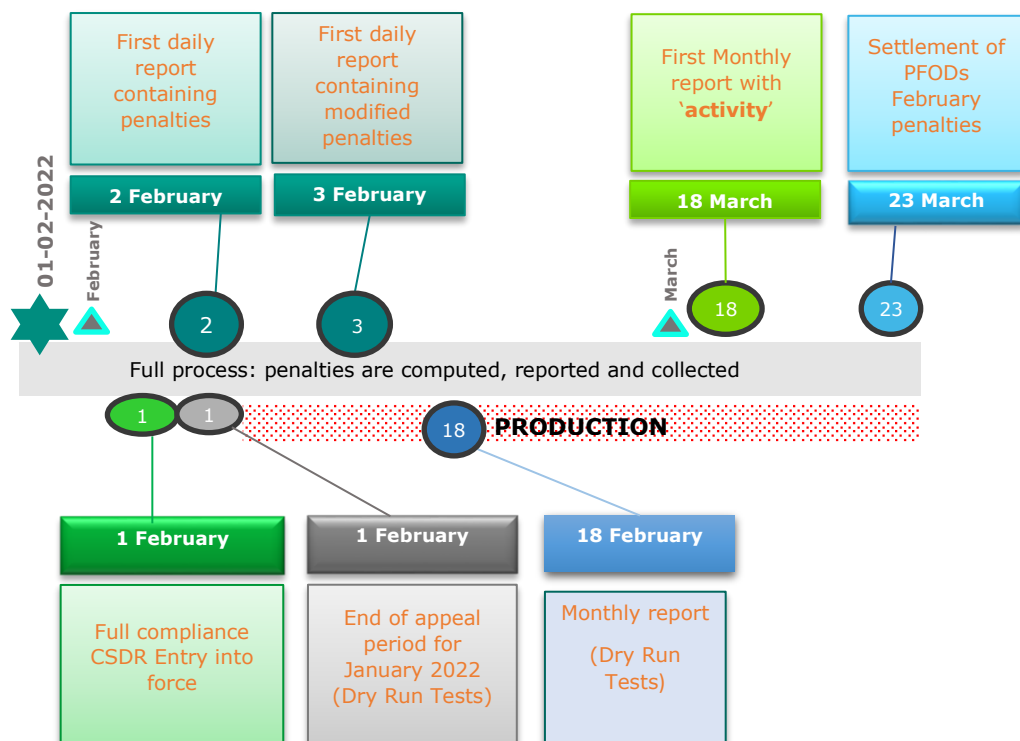 First daily
report
containing
penalties
First daily
report
containing
modified
penalties
First Monthly
report with
‘activity’
Settlement of
PFODs
February
penalties
2 February
3 February
18 March
23 March
01-02-2022
February
March
2
3
18
23
Full process: penalties are computed, reported and collected
1
1
18
PRODUCTION
1 February
1 February
18 February
Full compliance
CSDR Entry into
force
End of appeal
period for
January 2022
(Dry Run Tests)
Monthly report
(Dry Run
Tests)